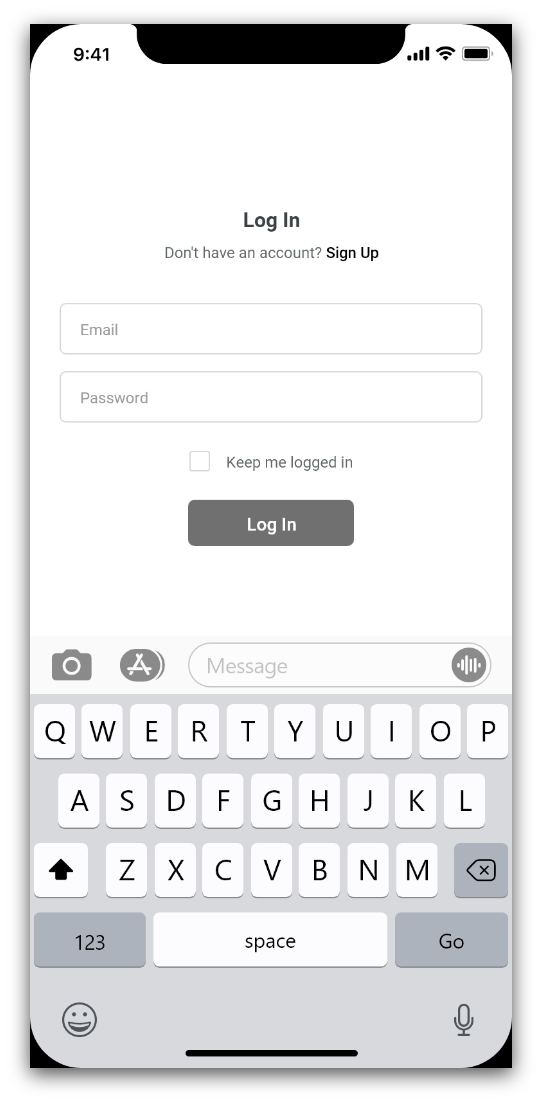 9:41
Log In
Don't have an account? Sign Up
Email
Password
Keep me logged in
Log In
Message
Q W E R T Y U I O P
A S D F G H J K L
Z X C V B N M
123 space Go